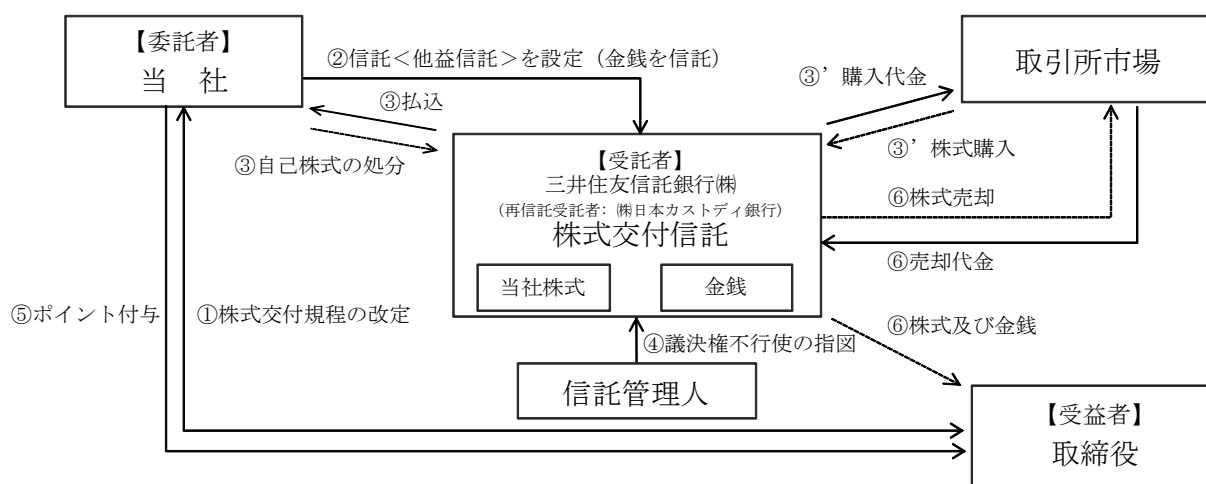 【委託者】
当 社
②信託＜他益信託＞を設定（金銭を信託）
③払込
③自己株式の処分
取引所市場
③’購入代金
③’株式購入
【受託者】
三井住友信託銀行㈱
（再信託受託者：㈱日本カストディ銀行）
株式交付信託
当社株式
金銭
⑥株式売却
⑥売却代金
⑤ポイント付与
①株式交付規程の改定
④議決権不行使の指図
⑥株式及び金銭
信託管理人
【受益者】
取締役